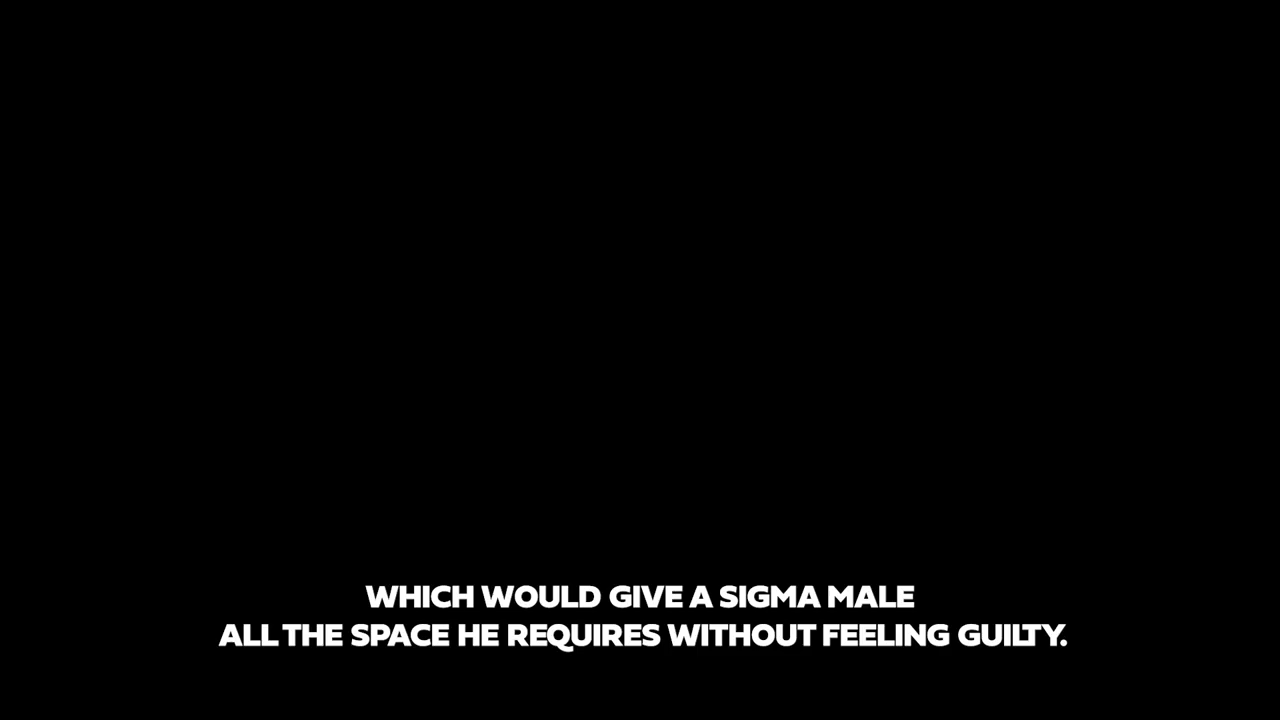 WHICH WOULD GIVE A SIGMA MALE
ALL THE SPACE HE REQUIRES WITHOUT FEELING GUILTY.